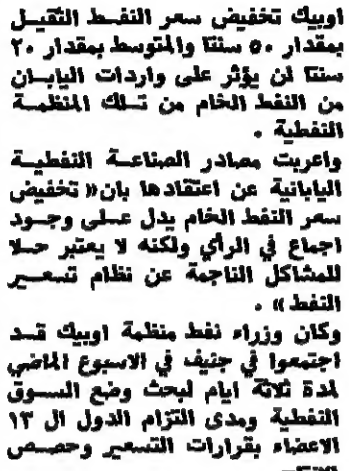 اوبيك تخفيض سعر النفط الثقيل
بمقدار ٥٠ سنتا والمتوسط بمقدار ٢٠
سنتا لن يؤثر على واردات اليابان
من النفط الخام من تلك المنظمة
النفطية .
واعربت مصادر الصناعة النفطية
اليابانية عن اعتقادها بان « تخفيض
سعر النفط الخام يدل على وجود
اجماع في الرأي ولكنه لا يعتبر حلا
للمشاكل الناجمة عن نظام تسعير
النفط » .
وكان وزراء نفط منظمة اوبيك قد
اجتمعوا في جنيف في الاسبوع الماضي
لمدة ثلاثة ايام لبحث وضع السوق
النفطية ومدى التزام الدول ال ١٣
الاعضاء بقرارات التسعير وحصص